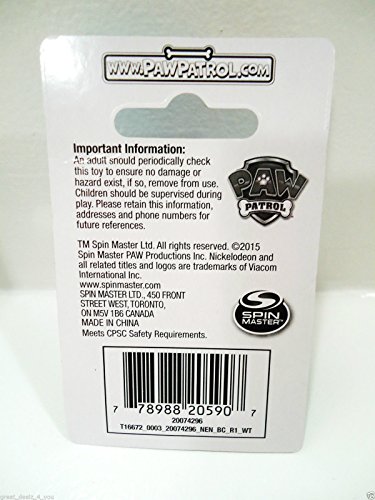 WWW.PAWPATROL.COM
Important Information:
An adult should periodically check
this toy to ensure no damage or
hazard exist, if so, remove from use.
Children should be supervised during
play. Please retain this information,
addresses and phone numbers for
future references.
PAW
PATROL
TM Spin Master Ltd. All rights reserved. ©2015
Spin Master PAW Productions Inc. Nickelodeon and
all related titles and logos are trademarks of Viacom
International Inc.
www.spinmaster.com
SPIN MASTER LTD., 450 FRONT
STREET WEST, TORONTO,
ON M5V 1B6 CANADA
MADE IN CHINA
Meets CPSC Safety Requirements.
SPIN
MASTER™
7 78988 20590 7
20074296
T16672_0003_20074296_NEN_BC_R1_WT
great_dealz_4_you